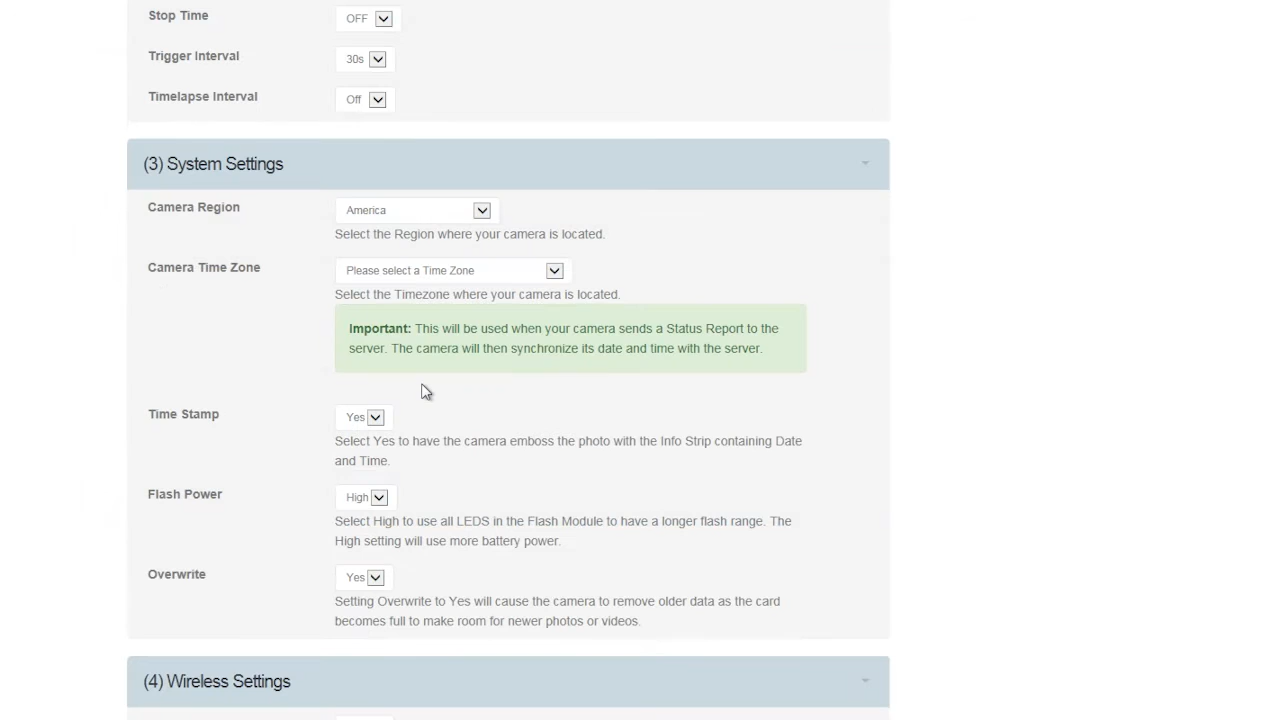 Stop Time
OFF
Trigger Interval
30s
Timelapse Interval
Off
(3) System Settings
Camera Region
America
Select the Region where your camera is located.
Camera Time Zone
Please select a Time Zone
Select the Timezone where your camera is located.
Important: This will be used when your camera sends a Status Report to the
server. The camera will then synchronize its date and time with the server.
Time Stamp
Yes
Select Yes to have the camera emboss the photo with the Info Strip containing Date
and Time.
Flash Power
High
Select High to use all LEDS in the Flash Module to have a longer flash range. The
High setting will use more battery power.
Overwrite
Yes
Setting Overwrite to Yes will cause the camera to remove older data as the card
becomes full to make room for newer photos or videos.
(4) Wireless Settings